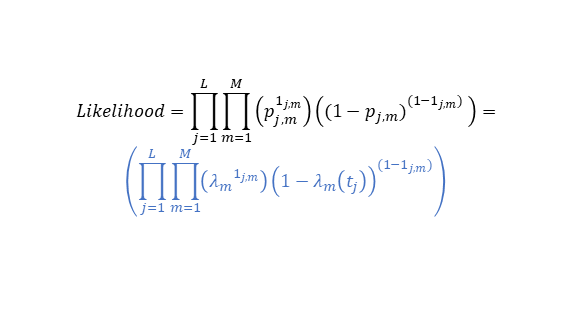 Likelihood = ∏_{j=1}^{L} ∏_{m=1}^{M} (p_{j,m}^{1_{j,m}}) ((1 − p_{j,m})^{(1−1_{j,m})}) =
(∏_{j=1}^{L} ∏_{m=1}^{M} (λ_m^{1_{j,m}}) (1 − λ_m(t_j))^{(1−1_{j,m})})